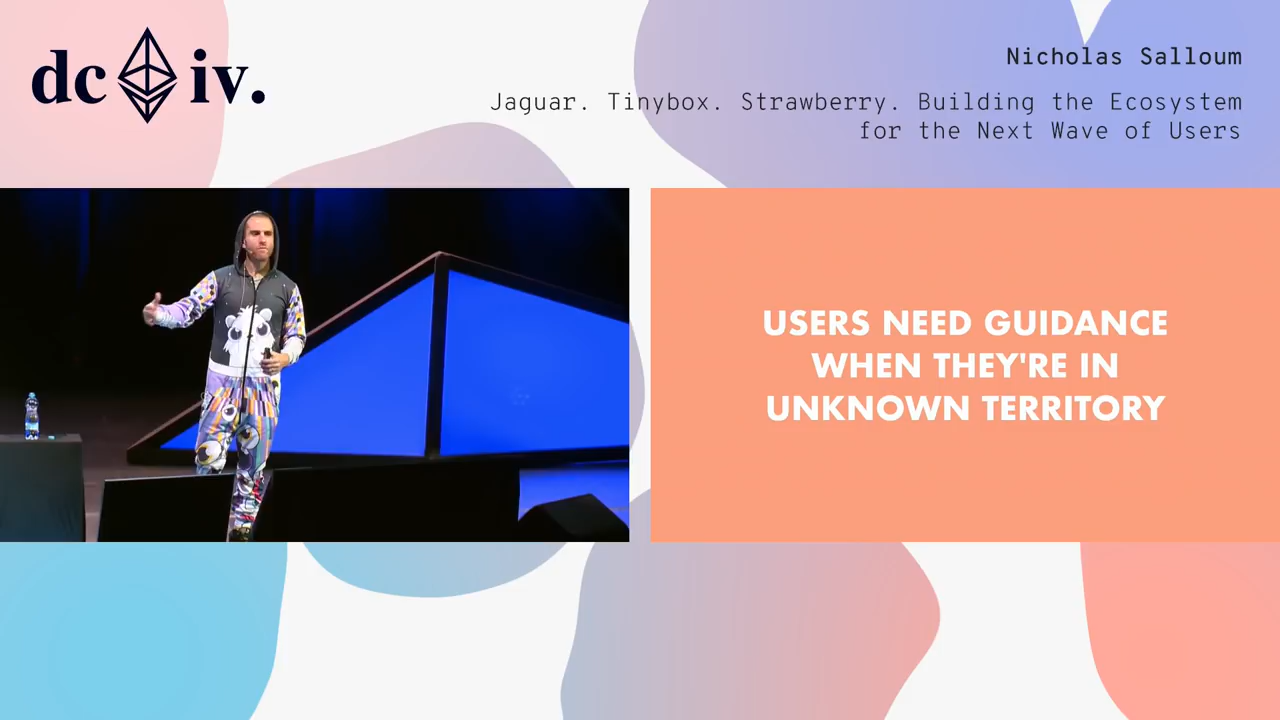 dc iv.
Nicholas Salloum
Jaguar. Tinybox. Strawberry. Building the Ecosystem
for the Next Wave of Users
USERS NEED GUIDANCE
WHEN THEY'RE IN
UNKNOWN TERRITORY